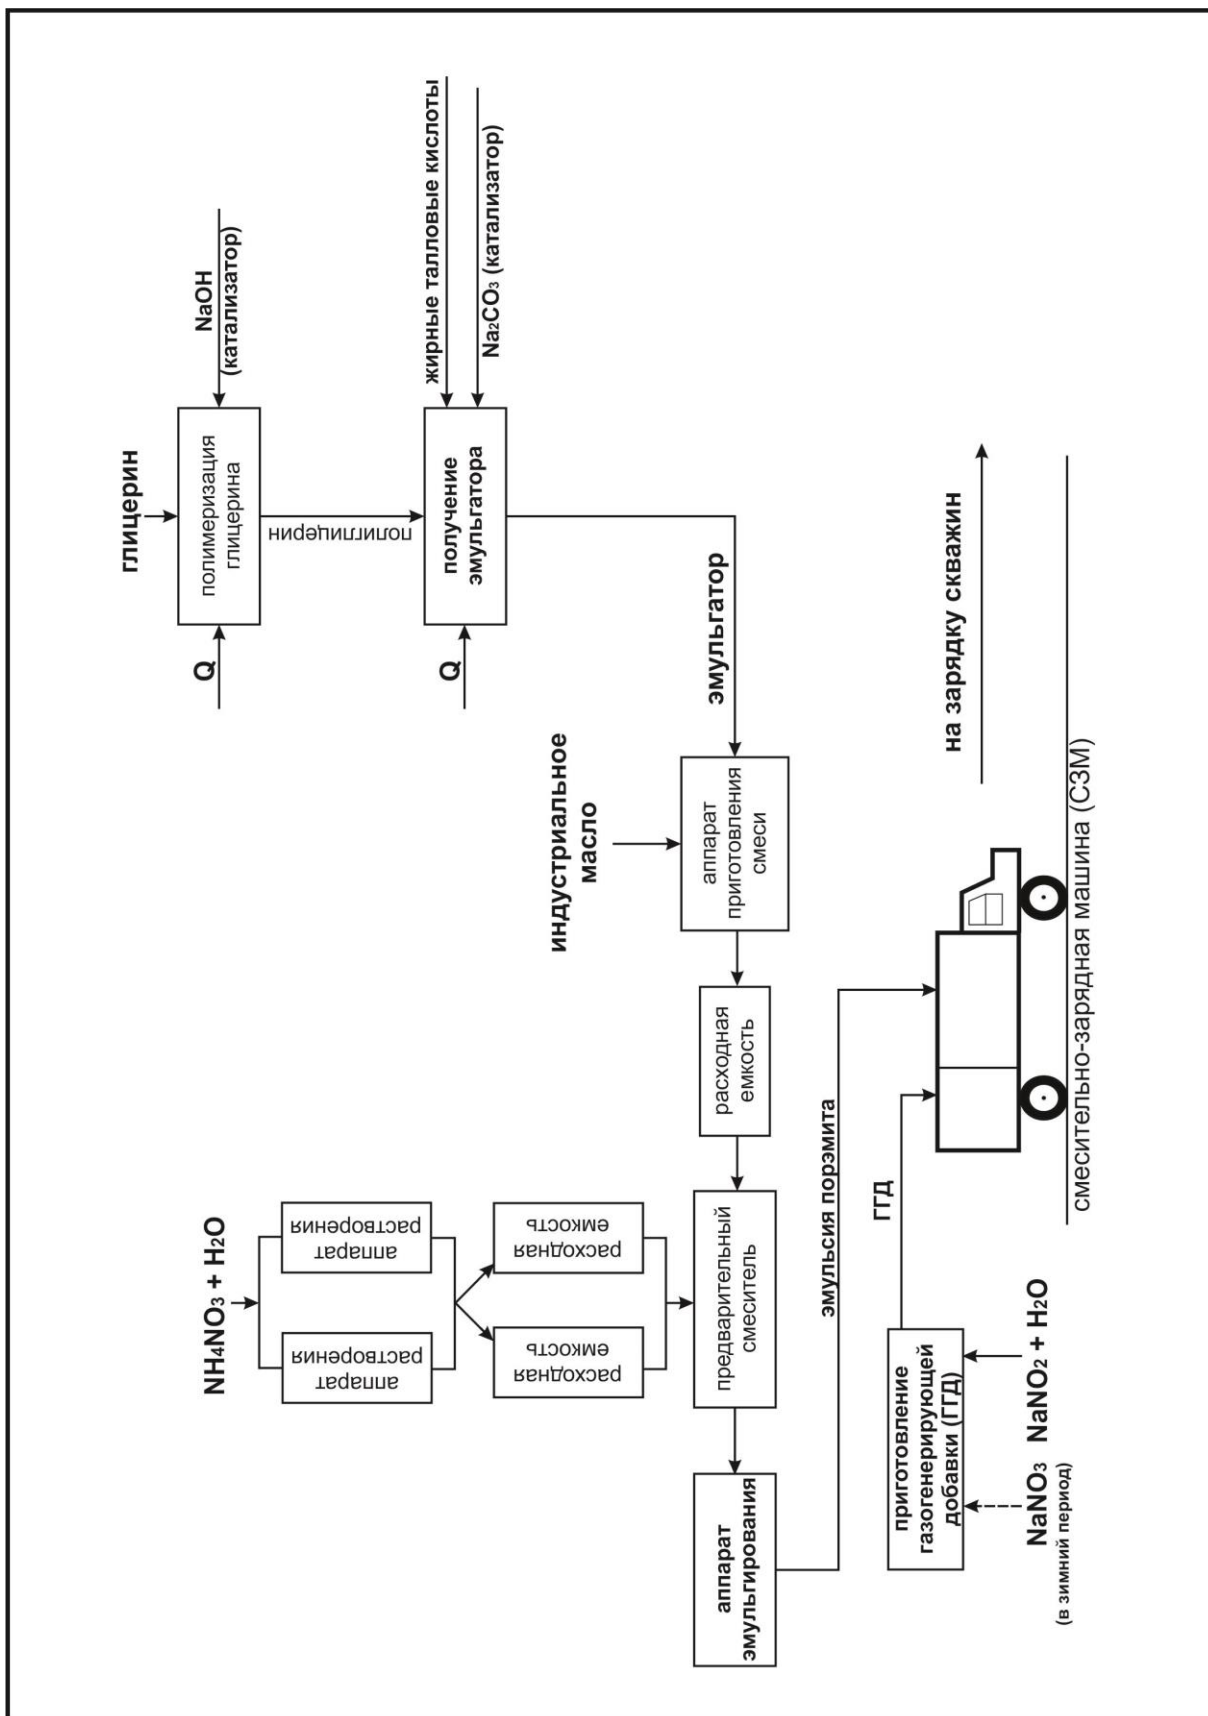 глицерин
NaOH
(катализатор)
Q
полимеризация
глицерина
полиглицерин
жирные талловые кислоты
Na₂CO₃ (катализатор)
Q
получение
эмульгатора
эмульгатор
индустриальное
масло
аппарат
приготовления
смеси
расходная
емкость
NH4NO₃ + H₂O
аппарат
растворения
аппарат
растворения
расходная
емкость
расходная
емкость
предварительный
смеситель
аппарат
эмульгирования
эмульсия порэмита
ГГД
приготовление
газогенерирующей
добавки (ГГД)
NaNO₃
(в зимний период)
NaNO₂ + H₂O
на зарядку скважин
смесительно-зарядная машина (СЗМ)